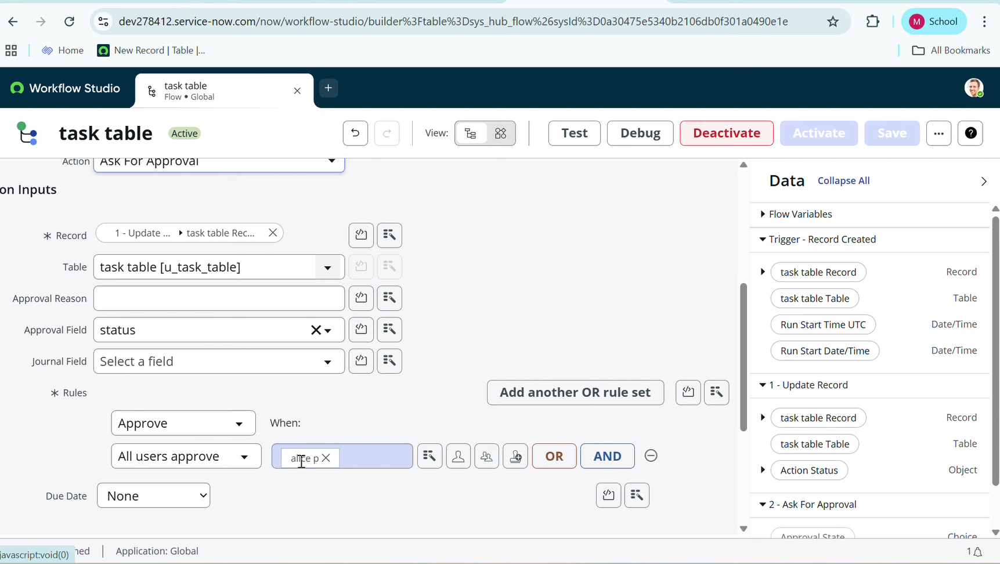 dev278412.service-now.com/now/workflow-studio/builder%3Ftable%3Dsys_hub_flow%26sysId%3D0a30475e5340b2106db0f301a0490e1e
M School
Home
New Record | Table |...
All Bookmarks
Workflow Studio
task table
Flow • Global
task table
Active
View:
Test
Debug
Deactivate
Activate
Save
Action
Ask For Approval
on Inputs
Data
Collapse All
Flow Variables
* Record
1 - Update ... task table Rec...
Trigger - Record Created
Table
task table [u_task_table]
task table Record
Record
Approval Reason
task table Table
Table
Approval Field
status
Run Start Time UTC
Date/Time
Journal Field
Select a field
Run Start Date/Time
Date/Time
* Rules
Add another OR rule set
1 - Update Record
Approve
When:
task table Record
Record
All users approve
p
OR
AND
task table Table
Table
Action Status
Object
Due Date
None
2 - Ask For Approval
Approval State
Choice
javascript:void(0)
ned
Application: Global
1